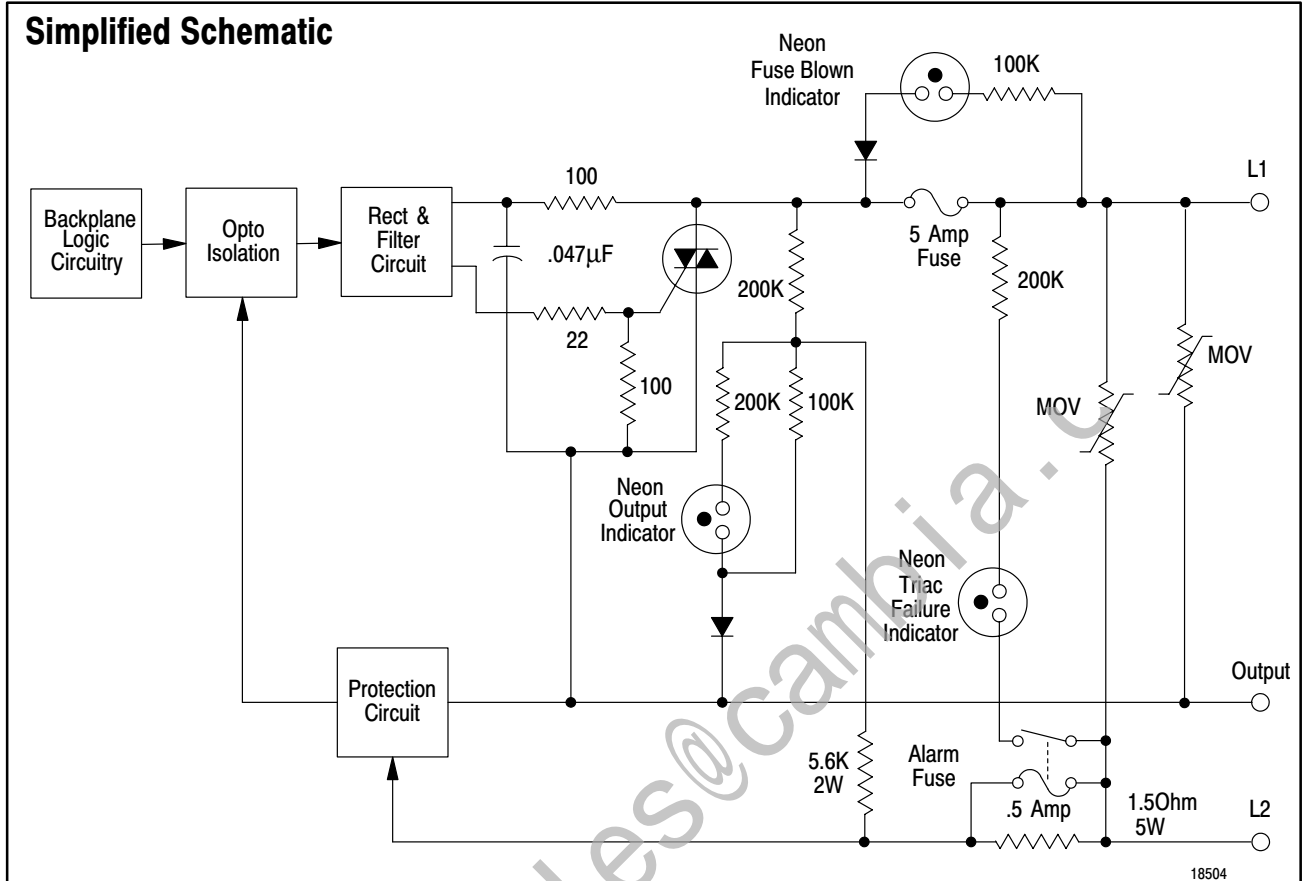 Simplified Schematic
Neon
Fuse Blown
Indicator
100K
L1
100
Backplane
Logic
Circuitry
Opto
Isolation
Rect &
Filter
Circuit
.047µF
5 Amp
Fuse
200K
200K
22
MOV
100
200K
100K
MOV
Neon
Output
Indicator
Neon
Triac
Failure
Indicator
Output
Protection
Circuit
5.6K
2W
Alarm
Fuse
.5 Amp
1.5Ohm
5W
L2
18504
les@cambia.c